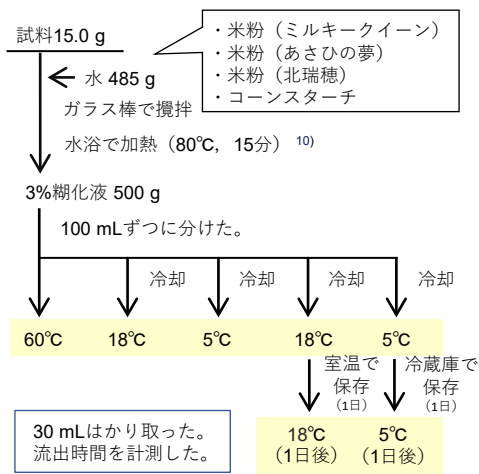 試料15.0 g
・米粉（ミルキークイーン）
・米粉（あさひの夢）
・米粉（北瑞穂）
・コーンスターチ
水 485 g
ガラス棒で攪拌
水浴で加熱（80℃，15分） 10)
3%糊化液 500 g
100 mLずつに分けた。
冷却 冷却 冷却 冷却
60℃ 18℃ 5℃ 18℃ 5℃
室温で
保存
（1日）
冷蔵庫で
保存
（1日）
18℃
（1日後）
5℃
（1日後）
30 mLはかり取った。
流出時間を計測した。